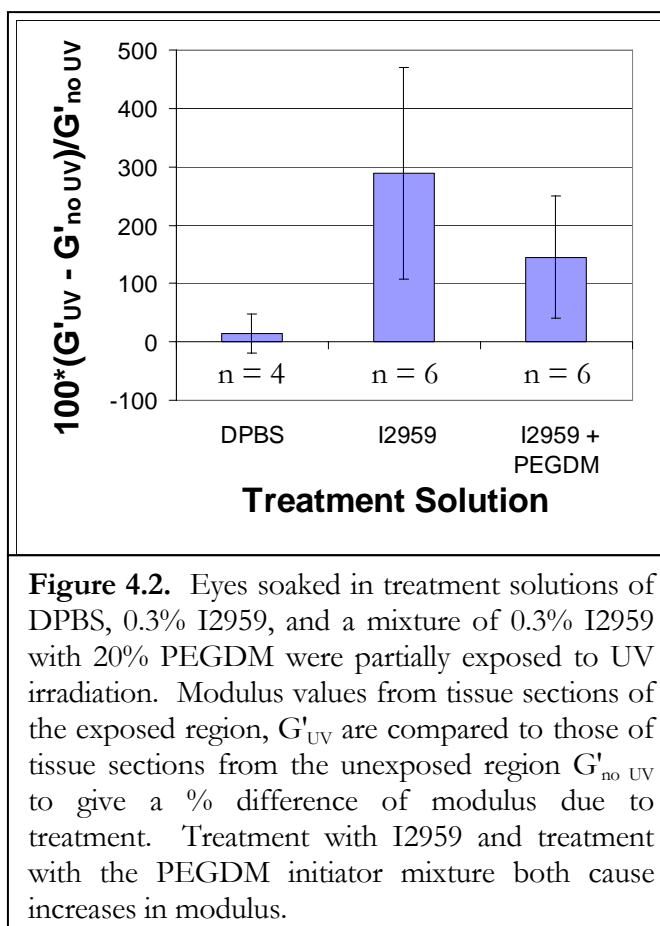 100*(G'UV - G'no UV)/G'no UV
500
400
300
200
100
0
-100
n = 4
n = 6
n = 6
DPBS
I2959
I2959 +
PEGDM
Treatment Solution
Figure 4.2. Eyes soaked in treatment solutions of
DPBS, 0.3% I2959, and a mixture of 0.3% I2959
with 20% PEGDM were partially exposed to UV
irradiation. Modulus values from tissue sections of
the exposed region, G'UV are compared to those of
tissue sections from the unexposed region G'no UV
to give a % difference of modulus due to
treatment. Treatment with I2959 and treatment
with the PEGDM initiator mixture both cause
increases in modulus.